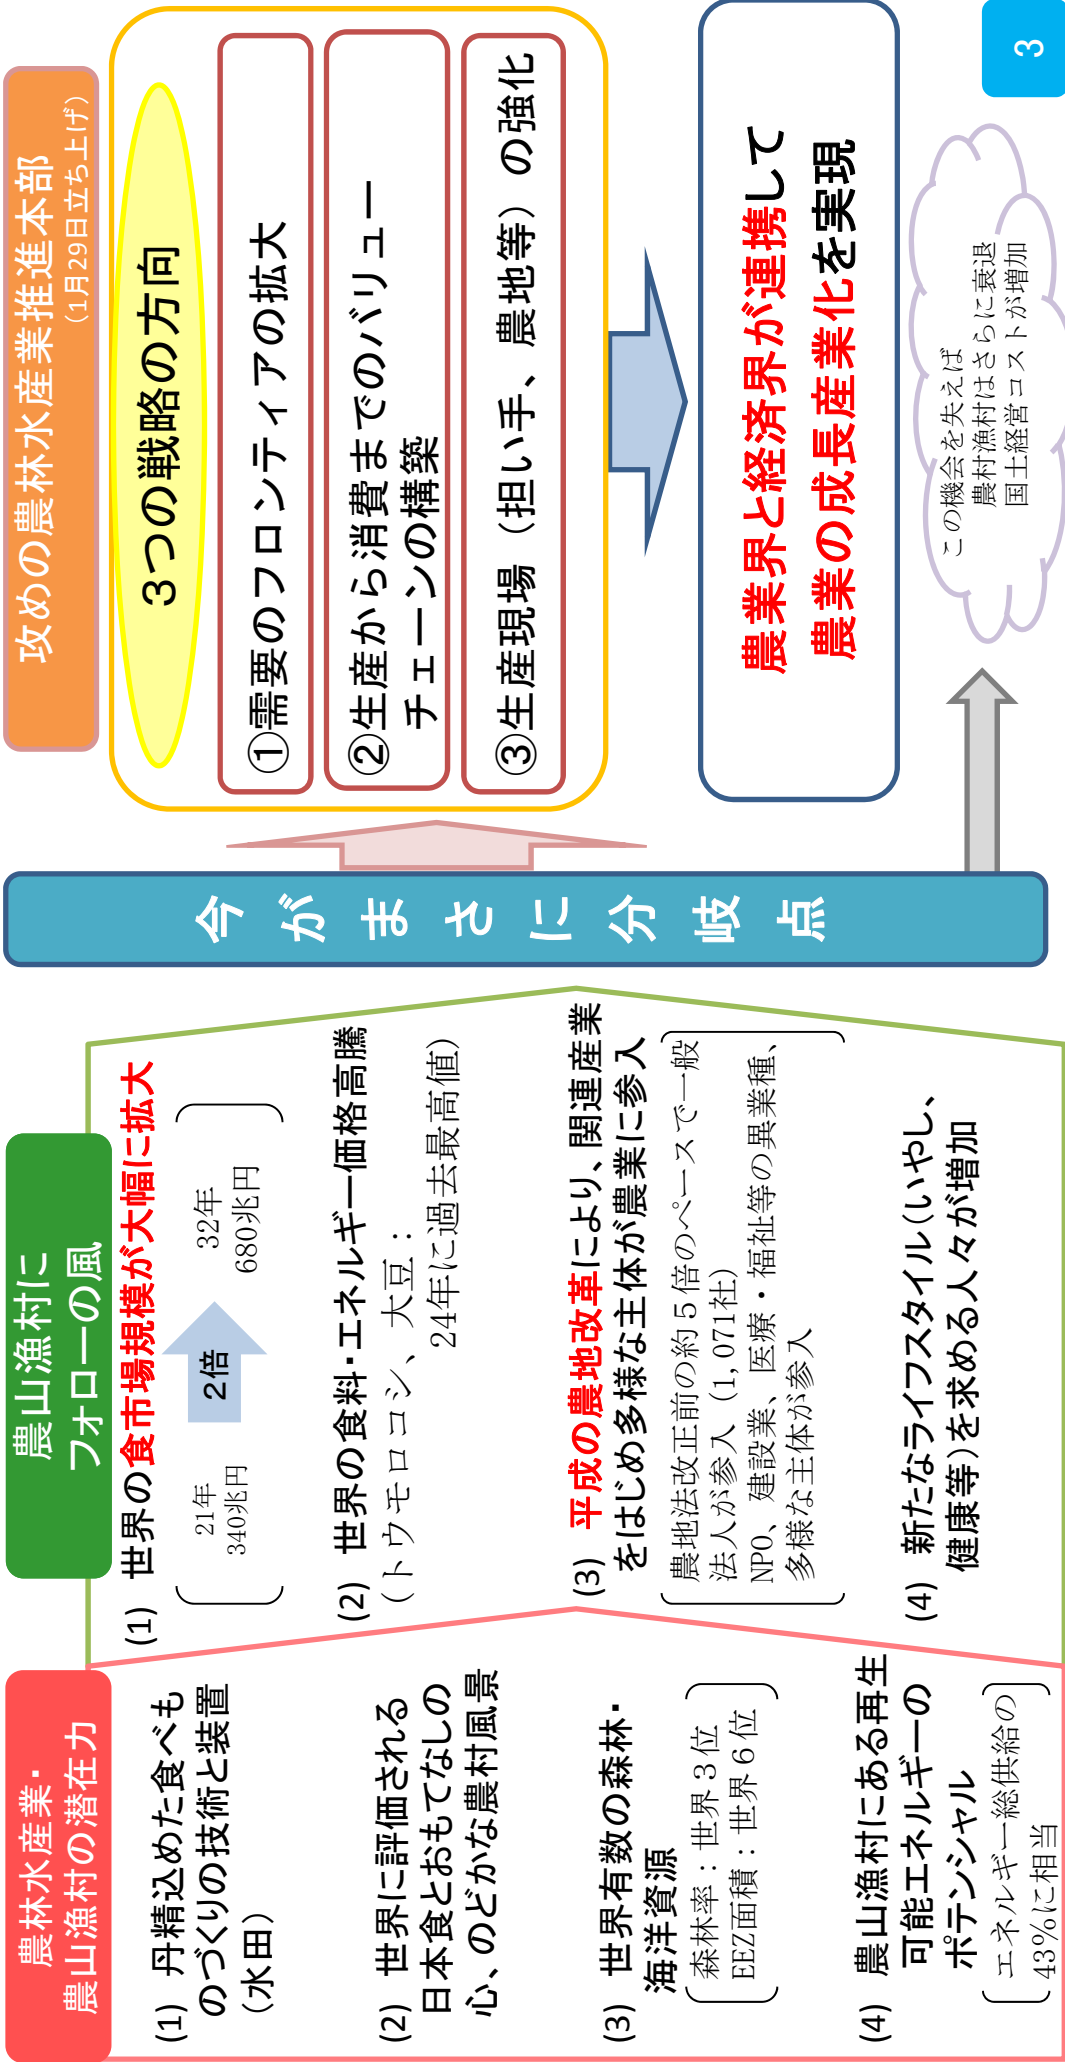 農林水産業・
農山漁村の潜在力
(1) 丹精込めた食べも
のづくりの技術と装置
（水田）
(2) 世界に評価される
日本食とおもてなしの
心、のどかな農村風景
(3) 世界有数の森林・
海洋資源
森林率：世界３位
EEZ面積：世界６位
(4) 農山漁村にある再生
可能エネルギーの
ポテンシャル
エネルギー総供給の
43%に相当
農山漁村に
フォローの風
(1) 世界の食市場規模が大幅に拡大
21年
340兆円
２倍
32年
680兆円
(2) 世界の食料・エネルギー価格高騰
（トウモロコシ、大豆：
24年に過去最高値）
(3) 平成の農地改革により、関連産業
をはじめ多様な主体が農業に参入
農地法改正前の約５倍のペースで一般
法人が参入（1,071社）
NPO、建設業、医療・福祉等の異業種、
多様な主体が参入
(4) 新たなライフスタイル（いやし、
健康等）を求める人々が増加
今がまさに分岐点
攻めの農林水産業推進本部
（1月29日立ち上げ）
３つの戦略の方向
①需要のフロンティアの拡大
②生産から消費までのバリュー
チェーンの構築
③生産現場（担い手、農地等）の強化
農業界と経済界が連携して
農業の成長産業化を実現
この機会を失えば
農村漁村はさらに衰退
国土経営コストが増加
3